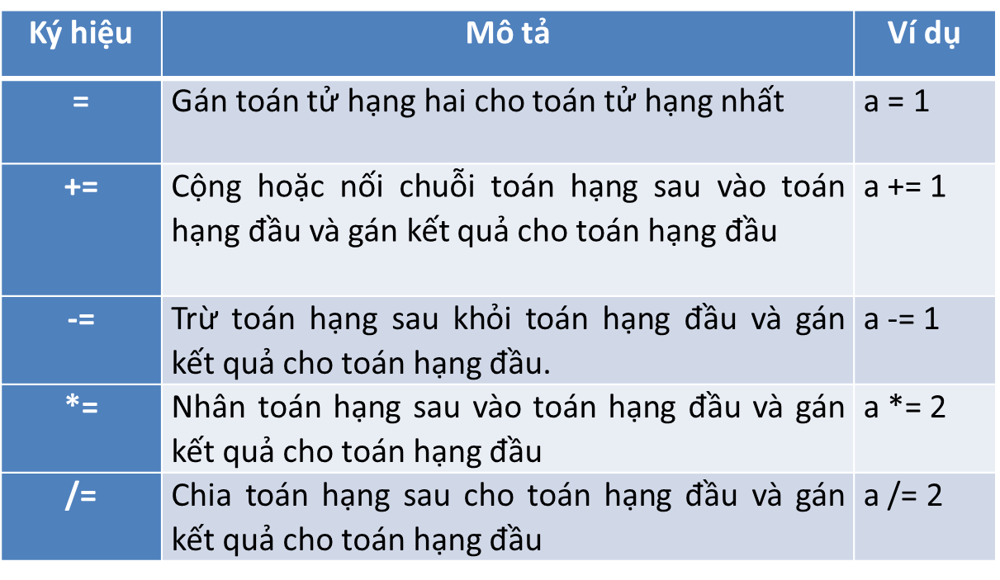 Ký hiệu Mô tả Ví dụ
= Gán toán tử hạng hai cho toán tử hạng nhất a = 1
+= Cộng hoặc nối chuỗi toán hạng sau vào toán a += 1
hạng đầu và gán kết quả cho toán hạng đầu
-= Trừ toán hạng sau khỏi toán hạng đầu và gán a -= 1
kết quả cho toán hạng đầu.
*= Nhân toán hạng sau vào toán hạng đầu và gán a *= 2
kết quả cho toán hạng đầu
/= Chia toán hạng sau cho toán hạng đầu và gán a /= 2
kết quả cho toán hạng đầu